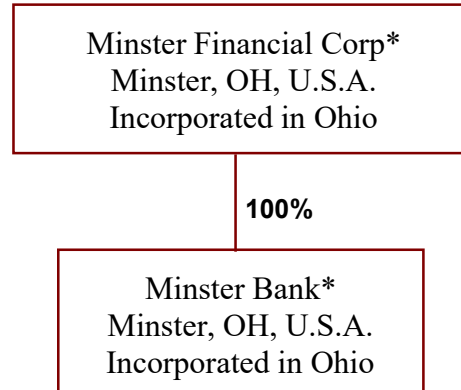 Minster Financial Corp*
Minster, OH, U.S.A.
Incorporated in Ohio
100%
Minster Bank*
Minster, OH, U.S.A.
Incorporated in Ohio